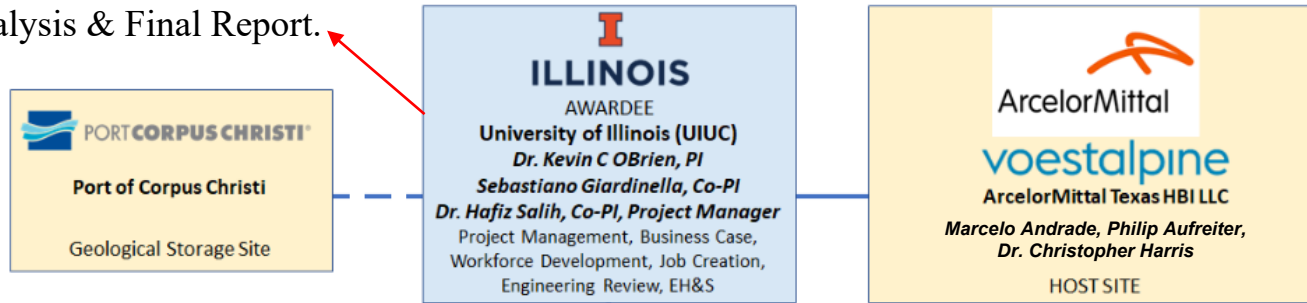 alysis & Final Report.
PORTCORPUS CHRISTI®
Port of Corpus Christi
Geological Storage Site
I
ILLINOIS
AWARDEE
University of Illinois (UIUC)
Dr. Kevin C OBrien, PI
Sebastiano Giardinella, Co-PI
Dr. Hafiz Salih, Co-PI, Project Manager
Project Management, Business Case,
Workforce Development, Job Creation,
Engineering Review, EH&S
ArcelorMittal
voestalpine
ArcelorMittal Texas HBI LLC
Marcelo Andrade, Philip Aufreiter,
Dr. Christopher Harris
HOST SITE